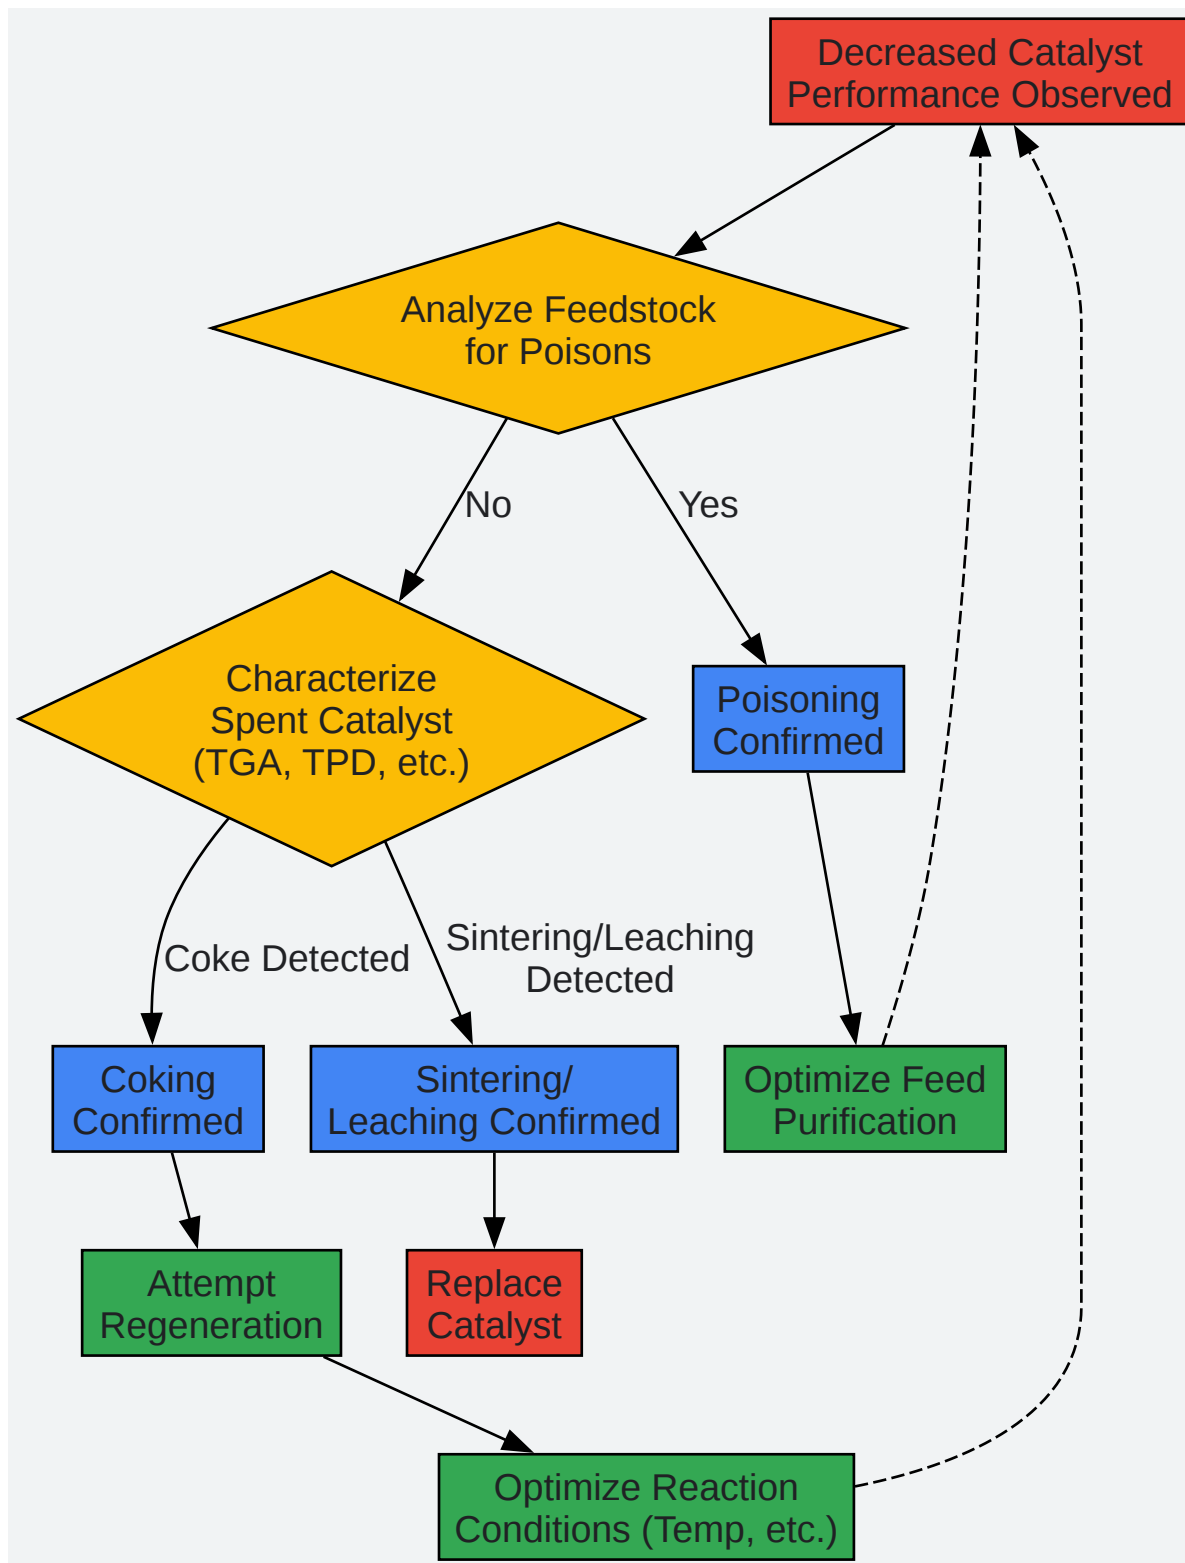 Decreased Catalyst
Performance Observed
Analyze Feedstock
for Poisons
No
Yes
Characterize
Spent Catalyst
(TGA, TPD, etc.)
Poisoning
Confirmed
Coke Detected
Sintering/Leaching
Detected
Coking
Confirmed
Sintering/
Leaching Confirmed
Optimize Feed
Purification
Attempt
Regeneration
Replace
Catalyst
Optimize Reaction
Conditions (Temp, etc.)